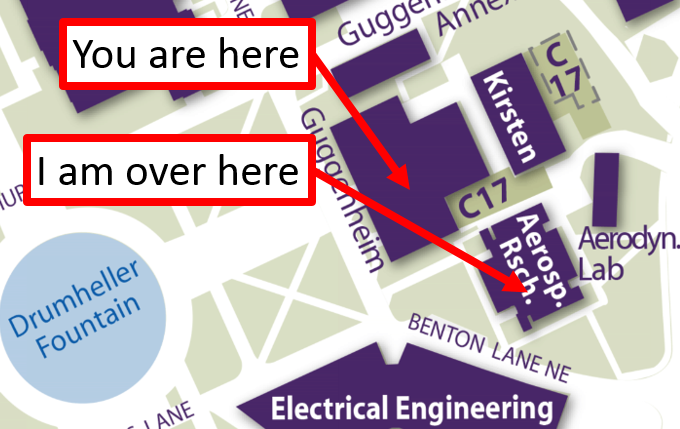 Guggen
Annex
You are here
C
17
Kirsten
Guggenheim
I am over here
C17
Aerosp.
Rsch.
Aerodyn.
Lab
Drumheller
Fountain
BENTON LANE NE
Electrical Engineering
LANE